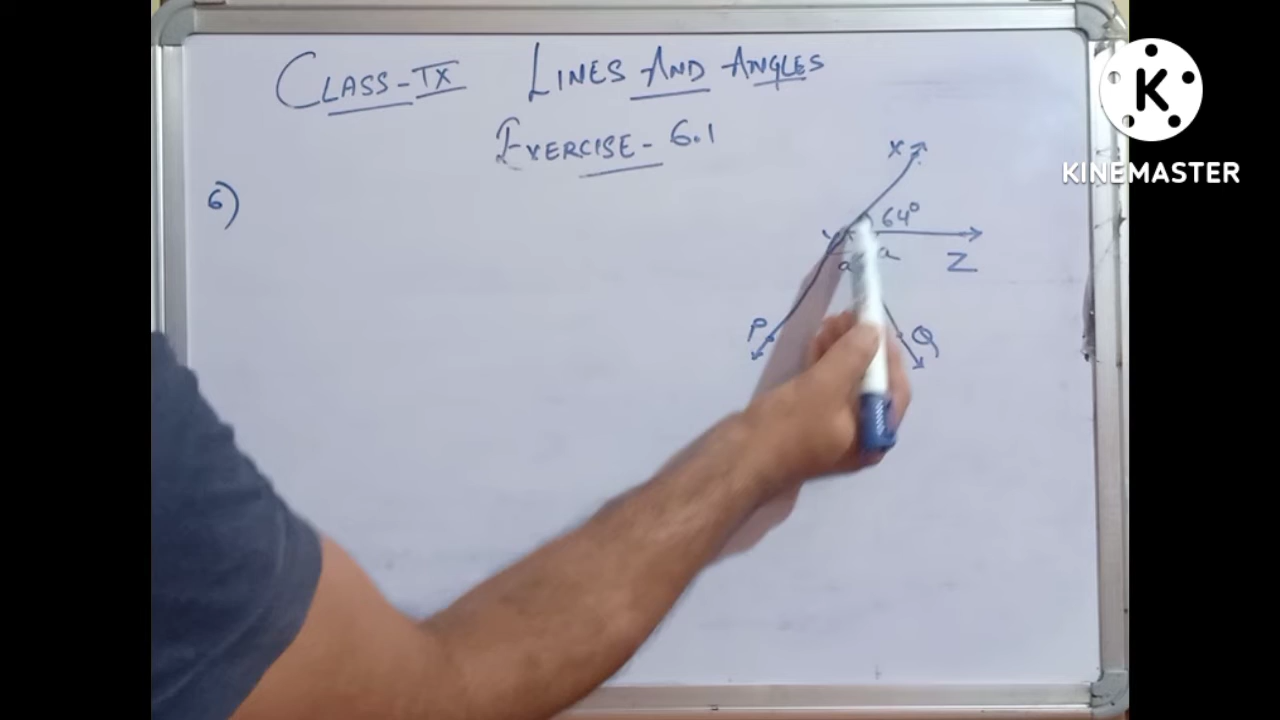 CLASS-IX LINES AND ANGLES
EXERCISE- 6.1
6)
X
64°
a
a
Z
P
Q
K
KINEMASTER